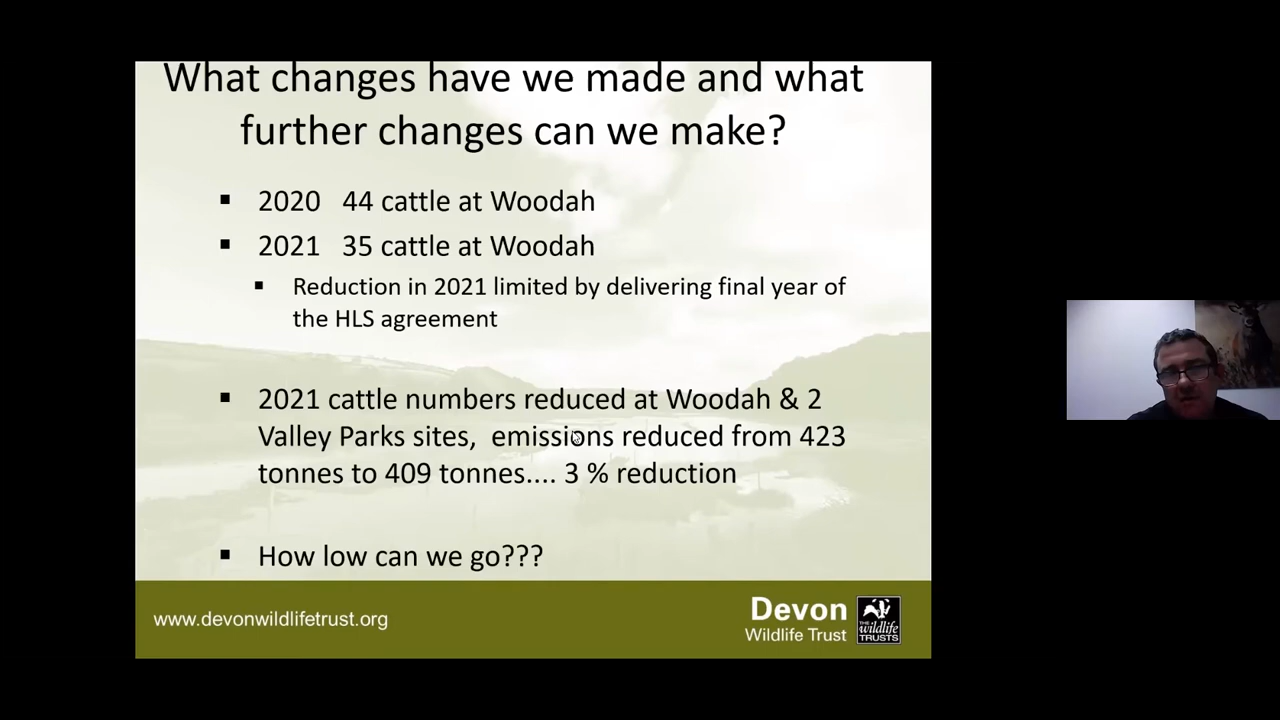 What changes have we made and what
further changes can we make?
▪ 2020 44 cattle at Woodah
▪ 2021 35 cattle at Woodah
▪ Reduction in 2021 limited by delivering final year of
the HLS agreement
▪ 2021 cattle numbers reduced at Woodah & 2
Valley Parks sites, emissions reduced from 423
tonnes to 409 tonnes.... 3 % reduction
▪ How low can we go???
www.devonwildlifetrust.org
Devon
Wildlife Trust
THE
wildlife
TRUSTS